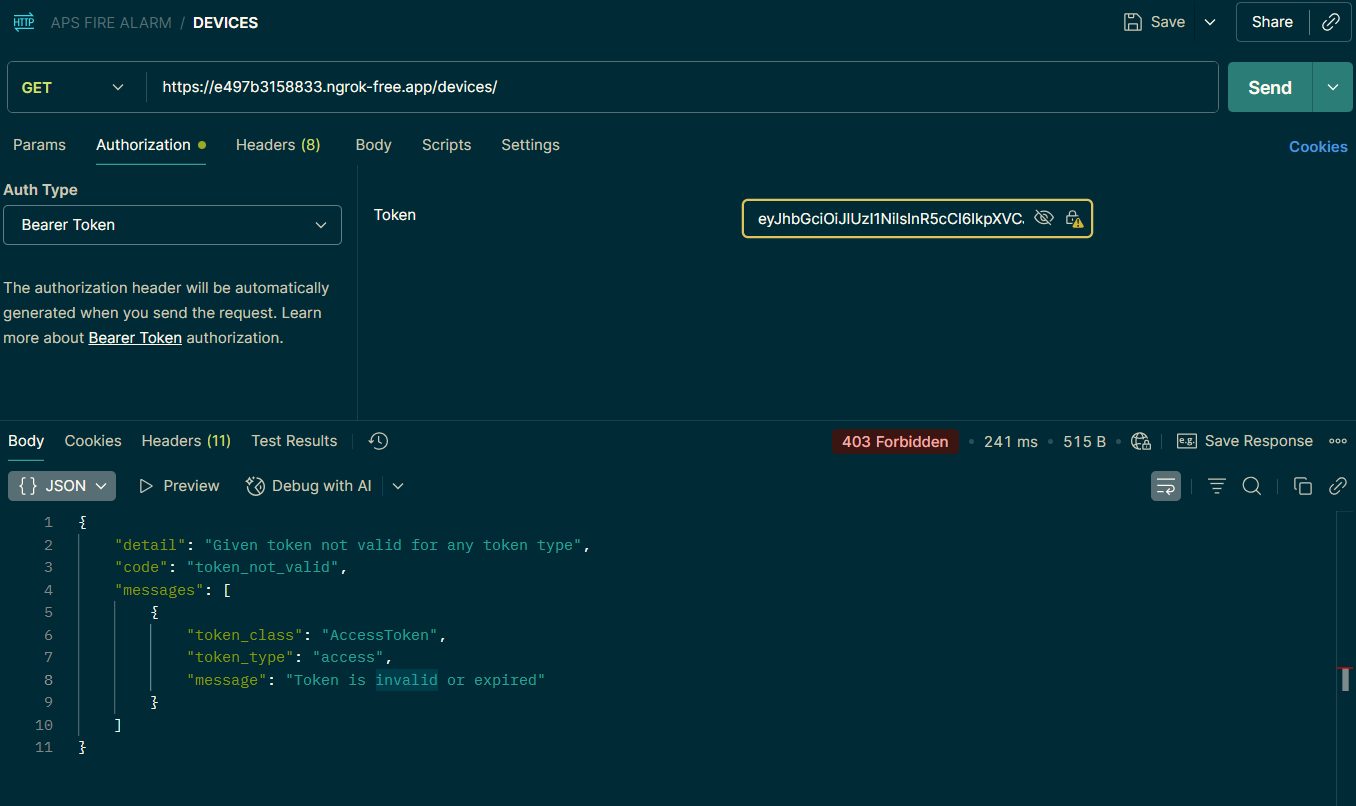 HTTP APS FIRE ALARM / DEVICES Save Share
GET https://e497b3158833.ngrok-free.app/devices/ Send
Params Authorization Headers (8) Body Scripts Settings Cookies
Auth Type
Bearer Token
Token eyJhbGciOiJIUzI1NiIsInR5cCI6IkpXVC.
The authorization header will be automatically
generated when you send the request. Learn
more about Bearer Token authorization.
Body Cookies Headers (11) Test Results 403 Forbidden 241 ms 515 B e.g. Save Response
{} JSON Preview Debug with AI
1 {
2 "detail": "Given token not valid for any token type",
3 "code": "token_not_valid",
4 "messages": [
5 {
6 "token_class": "AccessToken",
7 "token_type": "access",
8 "message": "Token is invalid or expired"
9 }
10 ]
11 }